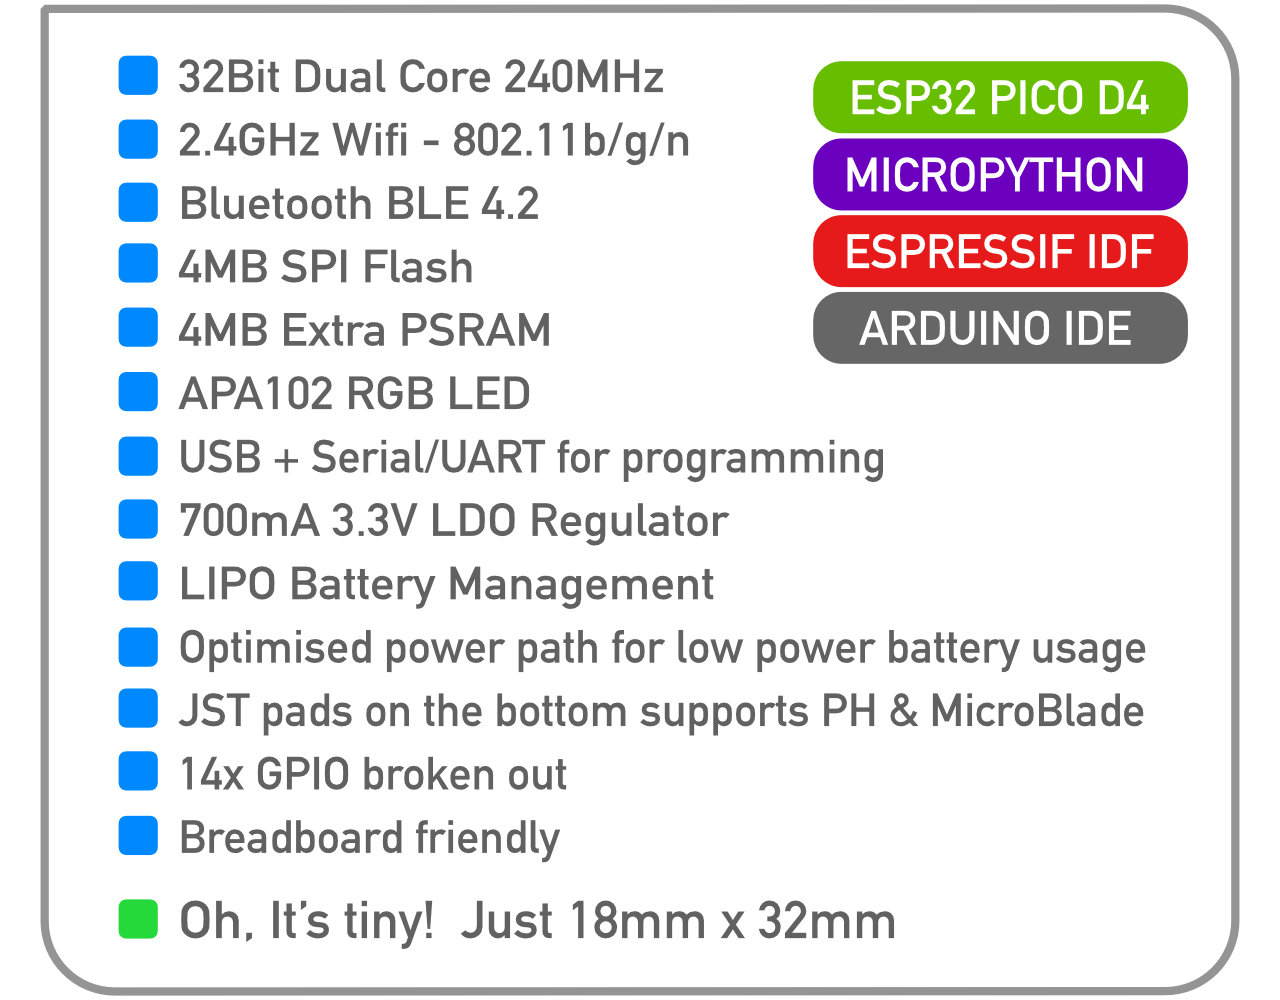 32Bit Dual Core 240MHz
2.4GHz Wifi - 802.11b/g/n
Bluetooth BLE 4.2
4MB SPI Flash
4MB Extra PSRAM
APA102 RGB LED
USB + Serial/UART for programming
700mA 3.3V LDO Regulator
LIPO Battery Management
Optimised power path for low power battery usage
JST pads on the bottom supports PH & MicroBlade
14x GPIO broken out
Breadboard friendly
Oh, It's tiny!  Just 18mm x 32mm
ESP32 PICO D4
MICROPYTHON
ESPRESSIF IDF
ARDUINO IDE